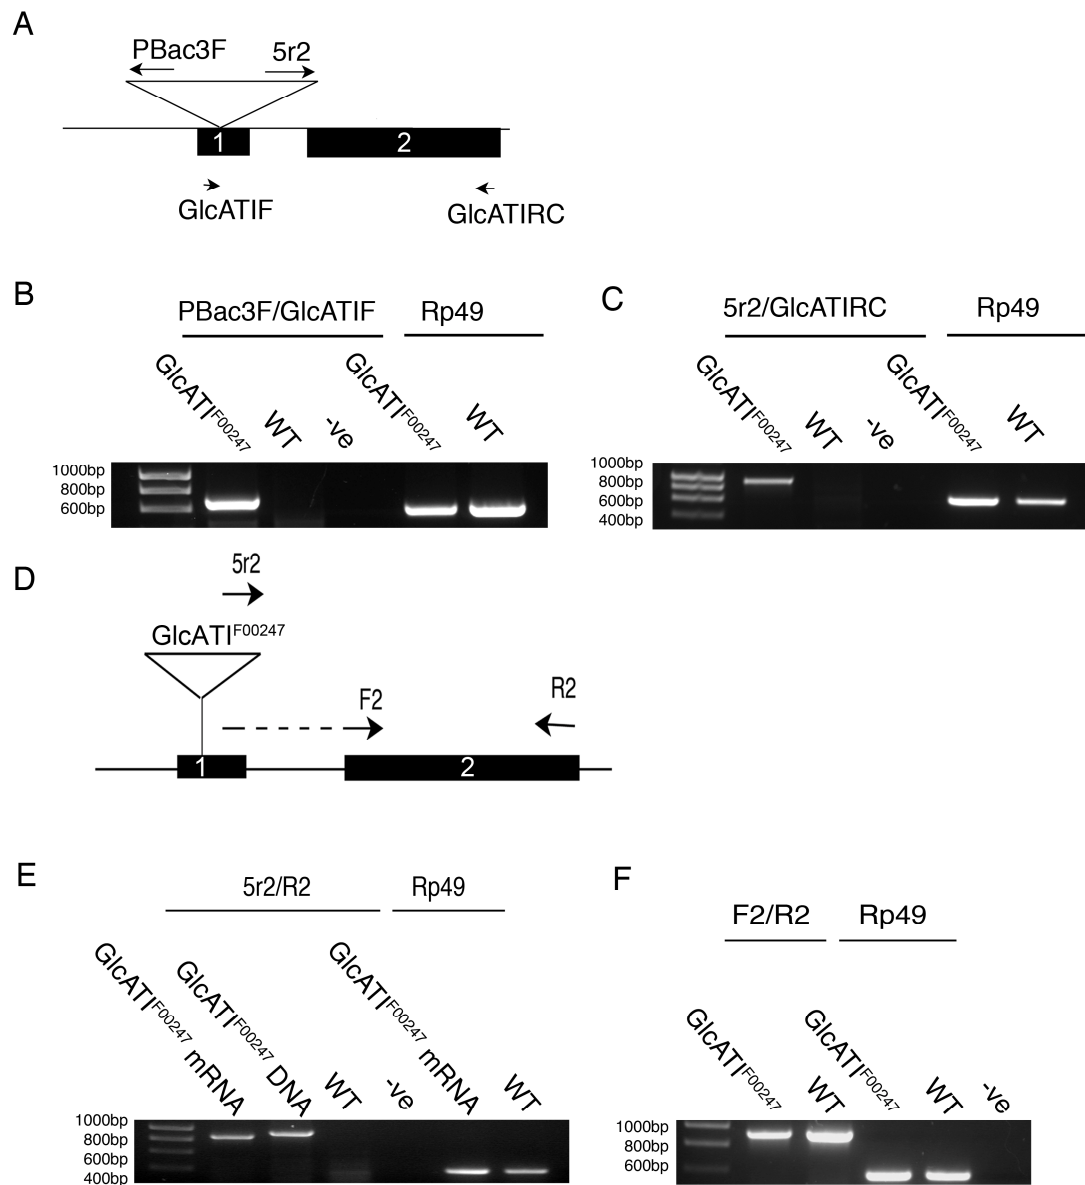 A
PBac3F
5r2
1
2
GlcATIF
GlcATIRC
B
PBac3F/GlcATIF
Rp49
GlcATIF00247
WT
-ve
GlcATIF00247
WT
1000bp
800bp
600bp
C
5r2/GlcATIRC
Rp49
GlcATIF00247
WT
-ve
GlcATIF00247
WT
1000bp
800bp
600bp
400bp
D
5r2
GlcATIF00247
F2
R2
1
2
E
5r2/R2
Rp49
GlcATIF00247 mRNA
GlcATIF00247 DNA
WT
-ve
GlcATIF00247 mRNA
WT
1000bp
800bp
600bp
400bp
F
F2/R2
Rp49
GlcATIF00247
WT
GlcATIF00247
WT
-ve
1000bp
800bp
600bp